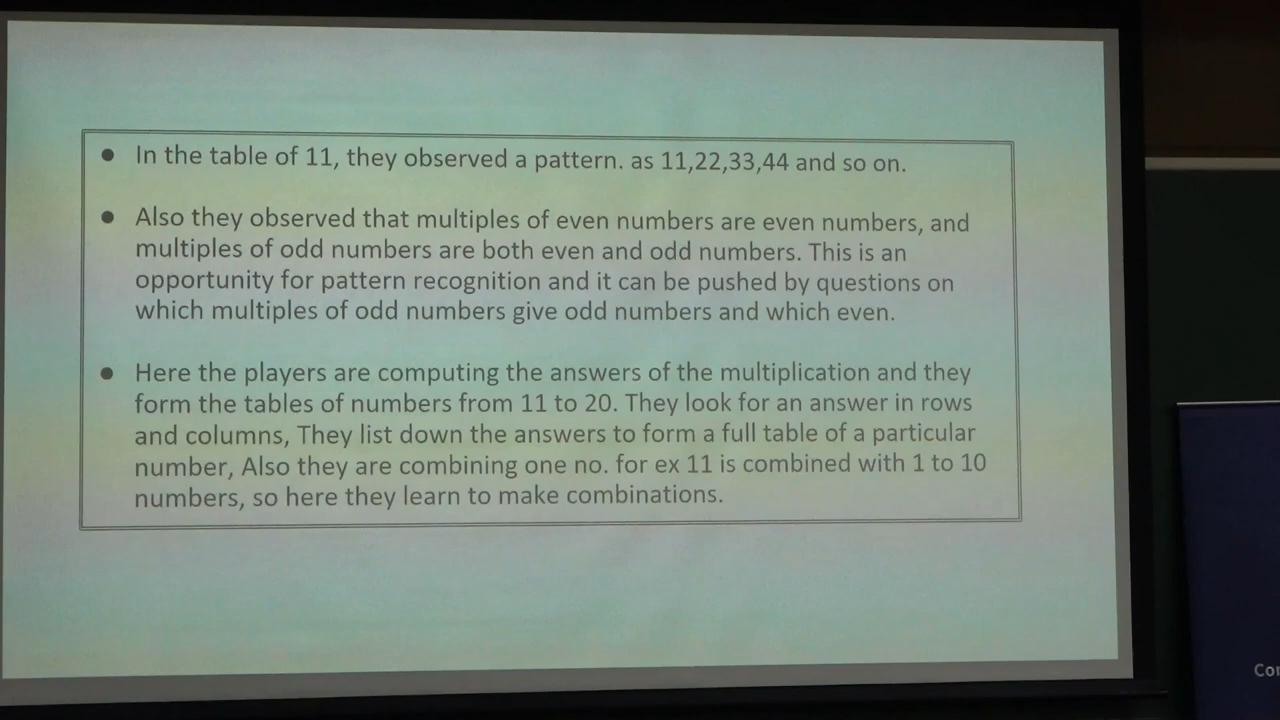 ● In the table of 11, they observed a pattern. as 11,22,33,44 and so on.
● Also they observed that multiples of even numbers are even numbers, and
multiples of odd numbers are both even and odd numbers. This is an
opportunity for pattern recognition and it can be pushed by questions on
which multiples of odd numbers give odd numbers and which even.
● Here the players are computing the answers of the multiplication and they
form the tables of numbers from 11 to 20. They look for an answer in rows
and columns, They list down the answers to form a full table of a particular
number, Also they are combining one no. for ex 11 is combined with 1 to 10
numbers, so here they learn to make combinations.